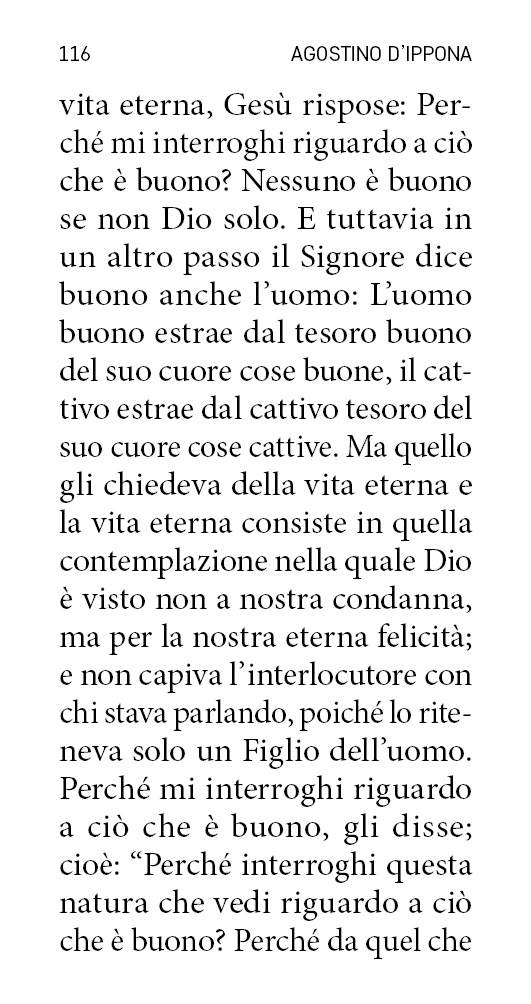 116 AGOSTINO D’IPPONA
vita eterna, Gesù rispose: Per-
ché mi interroghi riguardo a ciò
che è buono? Nessuno è buono
se non Dio solo. E tuttavia in
un altro passo il Signore dice
buono anche l’uomo: L’uomo
buono estrae dal tesoro buono
del suo cuore cose buone, il cat-
tivo estrae dal cattivo tesoro del
suo cuore cose cattive. Ma quello
gli chiedeva della vita eterna e
la vita eterna consiste in quella
contemplazione nella quale Dio
è visto non a nostra condanna,
ma per la nostra eterna felicità;
e non capiva l’interlocutore con
chi stava parlando, poiché lo rite-
neva solo un Figlio dell’uomo.
Perché mi interroghi riguardo
a ciò che è buono, gli disse;
cioè: “Perché interroghi questa
natura che vedi riguardo a ciò
che è buono? Perché da quel che